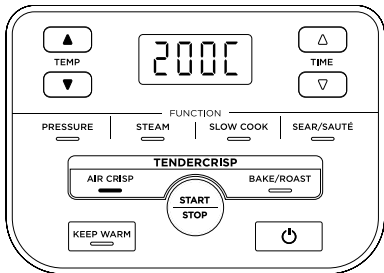 200C
TEMP
TIME
FUNCTION
PRESSURE STEAM SLOW COOK SEAR/SAUTÉ
TENDERCRISP
AIR CRISP BAKE/ROAST
START
STOP
KEEP WARM